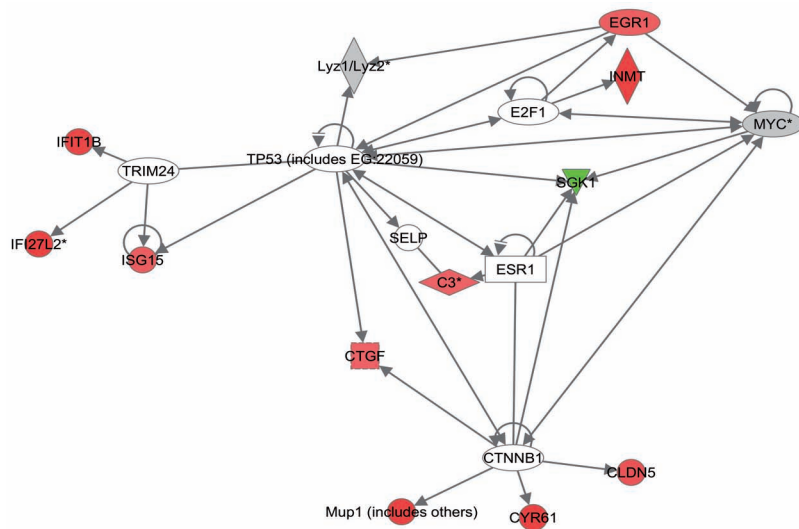 EGR1
Lyz1/Lyz2*
INMT
E2F1
MYC*
IFIT1B
TP53 (includes EG:22059)
TRIM24
SGK1
IFI27L2*
SELP
ISG15
ESR1
C3*
CTGF
CTNNB1
CLDN5
Mup1 (includes others)
CYR61